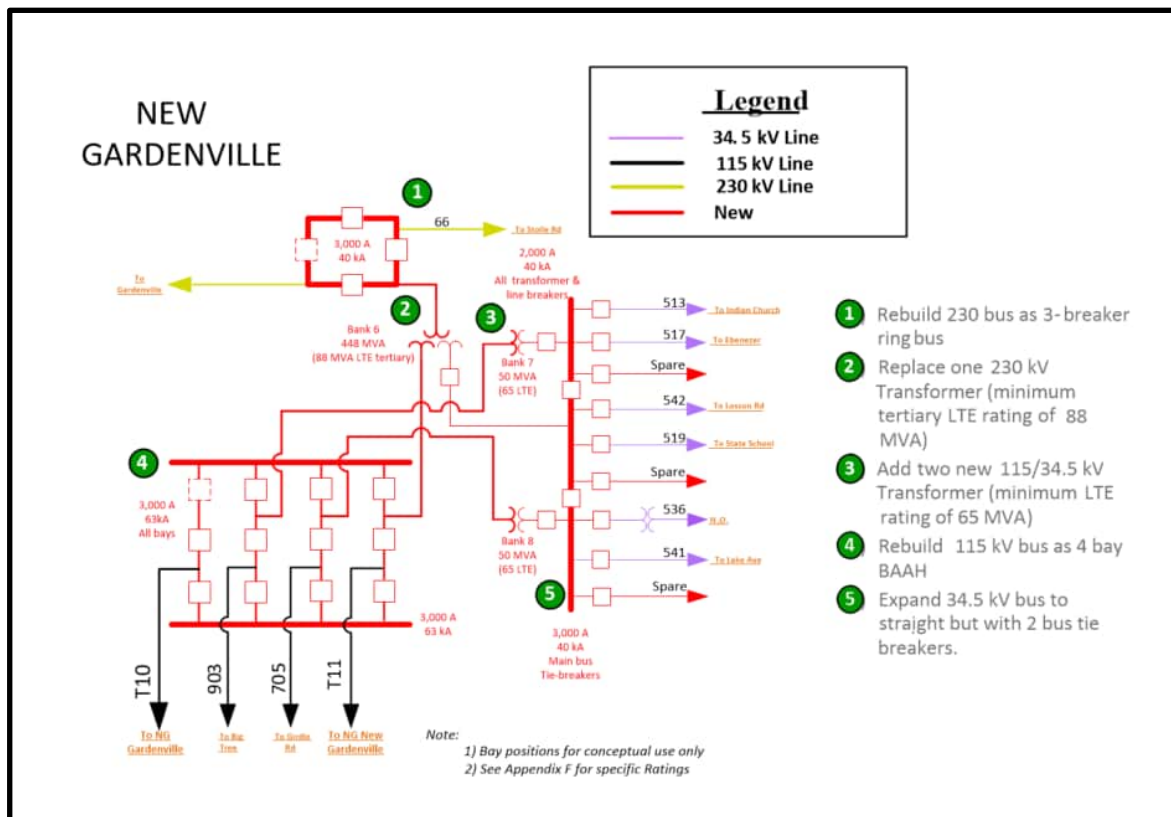 NEW
GARDENVILLE
Legend
34.5 kV Line
115 kV Line
230 kV Line
New
1
66
To Stolle Rd
3,000 A
40 kA
To
Gardenville
2
Bank 6
448 MVA
(88 MVA LTE tertiary)
2,000 A
40 kA
All transformer &
line breakers
3
Bank 7
50 MVA
(65 LTE)
513
To Indian Church
517
To Ebenezer
Spare
542
To Losson Rd
519
To State School
Spare
536
N.O.
541
To Lake Ave
Spare
4
3,000 A
63kA
All bays
Bank 8
50 MVA
(65 LTE)
5
3,000 A
63 kA
3,000 A
40 kA
Main bus
Tie-breakers
T10
903
705
T11
To NG
Gardenville
To Big
Tree
To Girdle
Rd
To NG New
Gardenville
Note:
1) Bay positions for conceptual use only
2) See Appendix F for specific Ratings
1 Rebuild 230 bus as 3-breaker
ring bus
2 Replace one 230 kV
Transformer (minimum
tertiary LTE rating of 88
MVA)
3 Add two new 115/34.5 kV
Transformer (minimum LTE
rating of 65 MVA)
4 Rebuild 115 kV bus as 4 bay
BAAH
5 Expand 34.5 kV bus to
straight but with 2 bus tie
breakers.